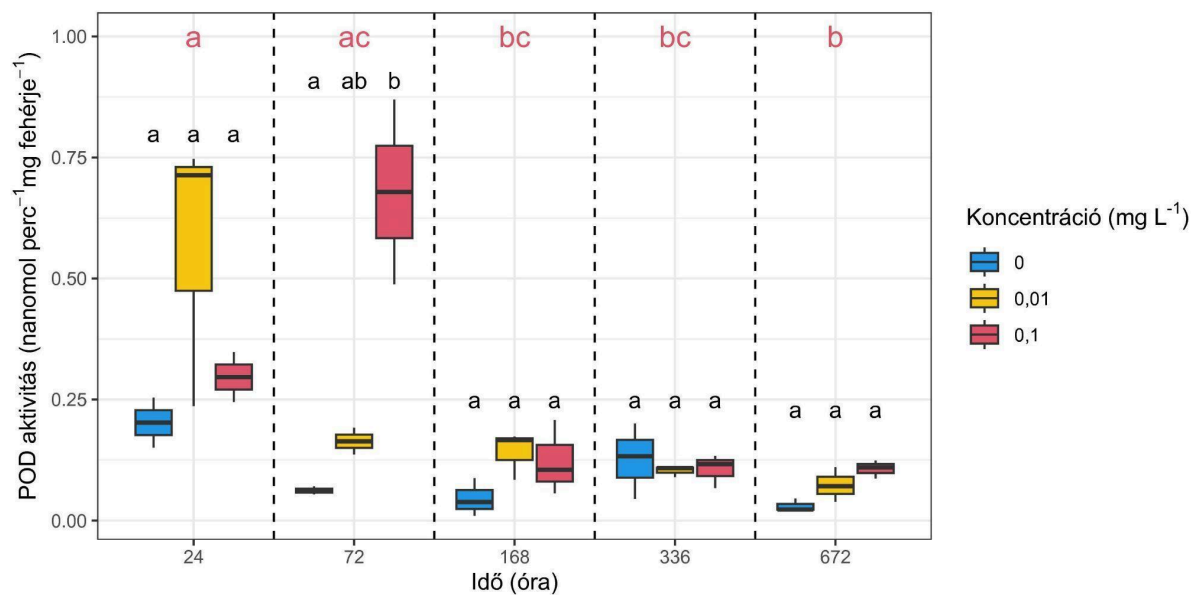 POD aktivitás (nanomol perc⁻¹mg fehérje⁻¹)
1.00
0.75
0.50
0.25
0.00
a ac bc bc b
a ab b
a a a
a a a
a a a
a a a
24 72 168 336 672
Idő (óra)
Koncentráció (mg L⁻¹)
0
0,01
0,1